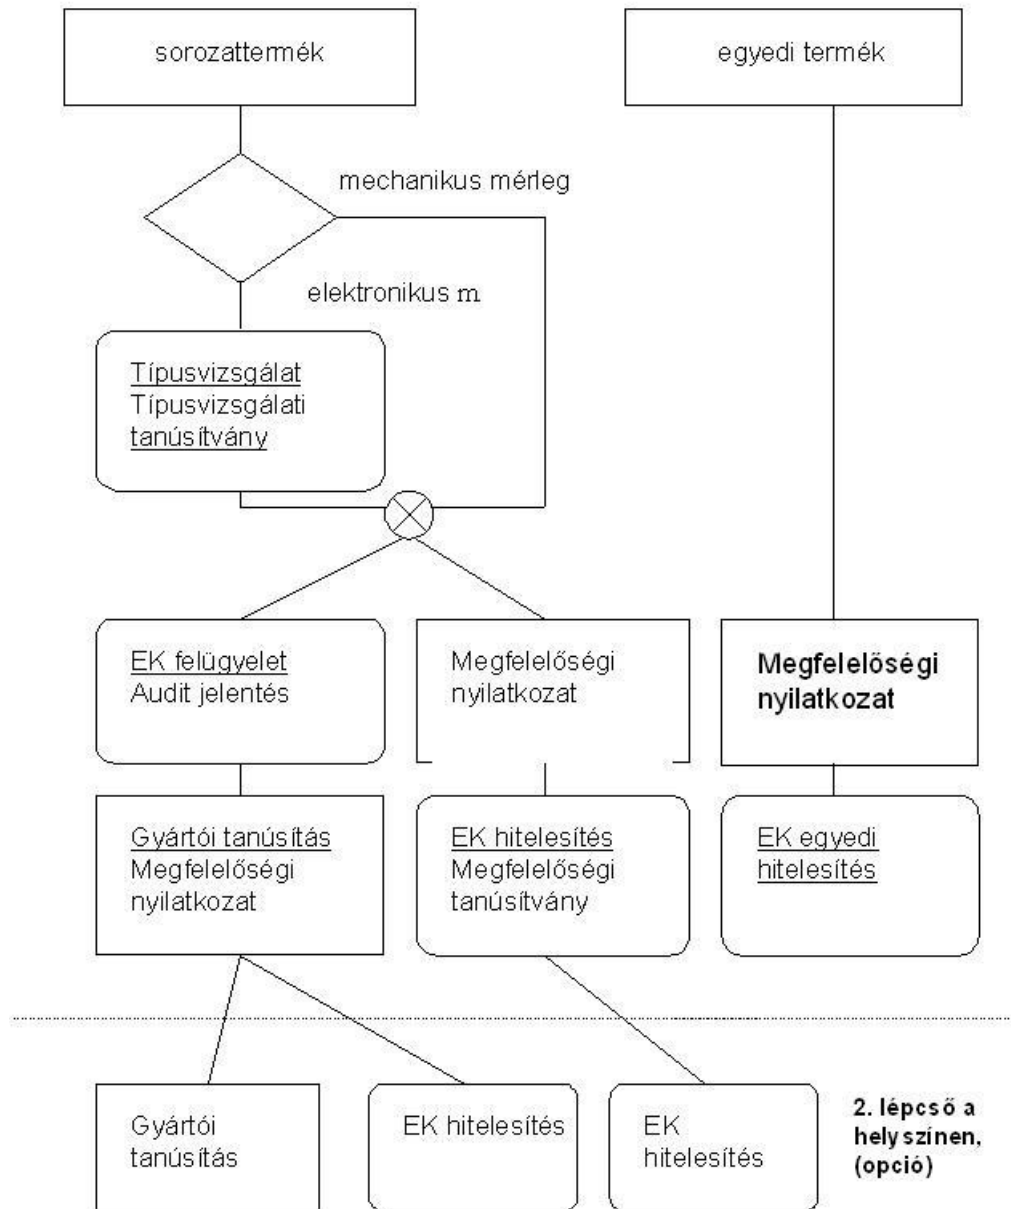 sorozattermék
egyedi termék
mechanikus mérleg
elektronikus m
Típusvizsgálat
Típusvizsgálati
tanúsítvány
EK felügyelet
Audit jelentés
Megfelelőségi
nyilatkozat
Megfelelőségi
nyilatkozat
Gyártói tanúsítás
Megfelelőségi
nyilatkozat
EK hitelesítés
Megfelelőségi
tanúsítvány
EK egyedi
hitelesítés
Gyártói
tanúsítás
EK hitelesítés
EK
hitelesítés
2. lépcső a
helyszínen,
(opció)